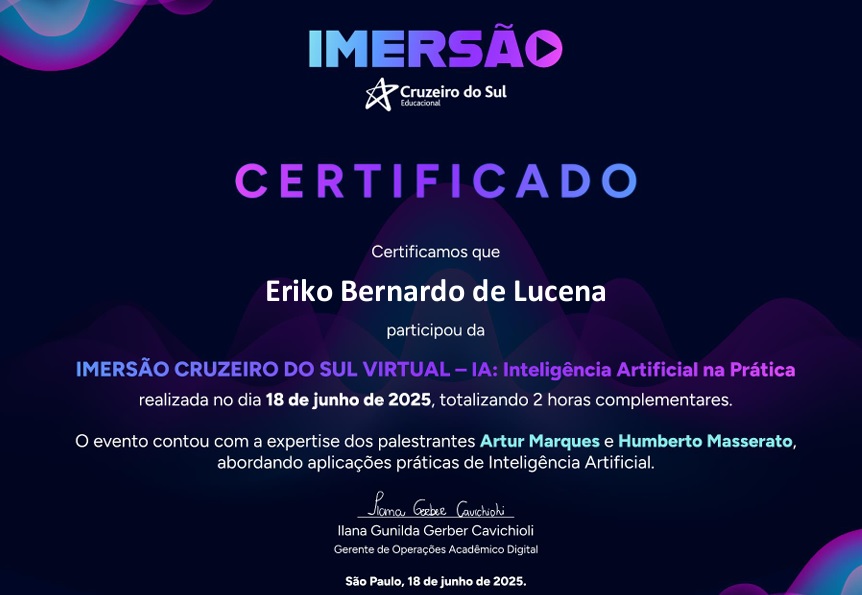 IMERSÃO
Cruzeiro do Sul
Educacional
CERTIFICADO
Certificamos que
Eriko Bernardo de Lucena
participou da
IMERSÃO CRUZEIRO DO SUL VIRTUAL – IA: Inteligência Artificial na Prática
realizada no dia 18 de junho de 2025, totalizando 2 horas complementares.
O evento contou com a expertise dos palestrantes Artur Marques e Humberto Masserato,
abordando aplicações práticas de Inteligência Artificial.
Ilana Gerber Cavichioli
Ilana Gunilda Gerber Cavichioli
Gerente de Operações Acadêmico Digital
São Paulo, 18 de junho de 2025.